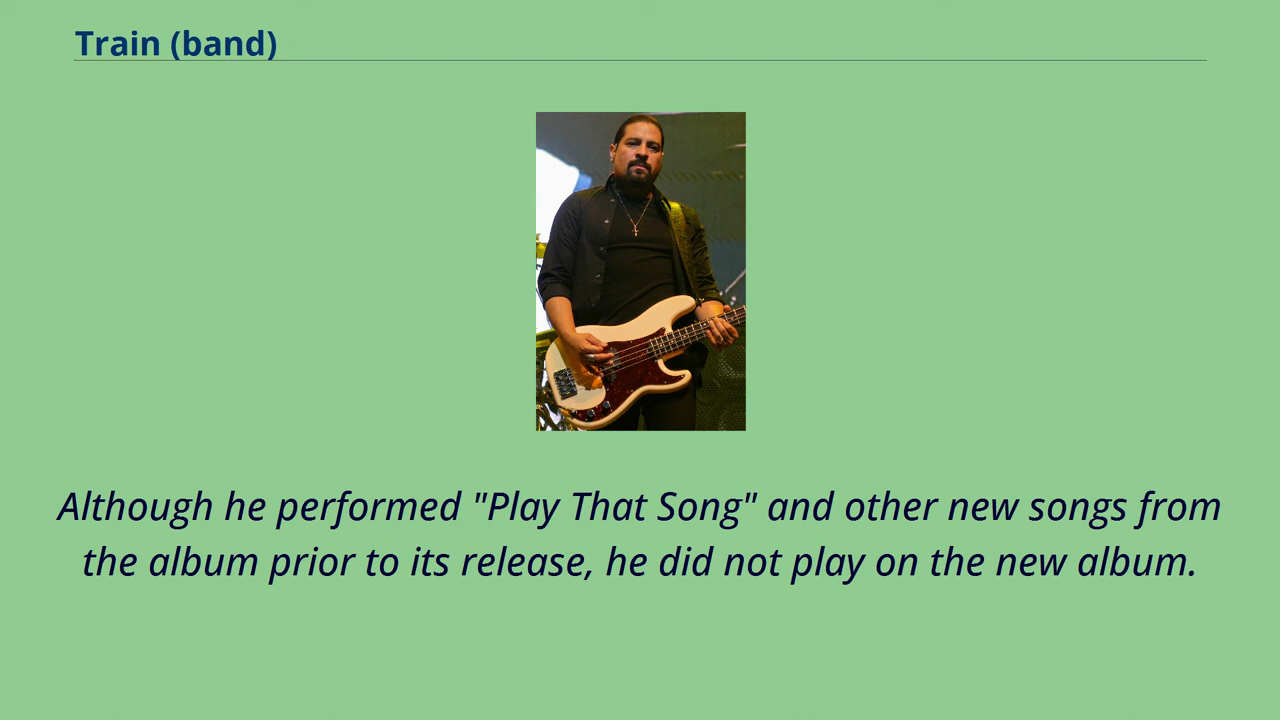 Train (band)
Although he performed "Play That Song" and other new songs from
the album prior to its release, he did not play on the new album.